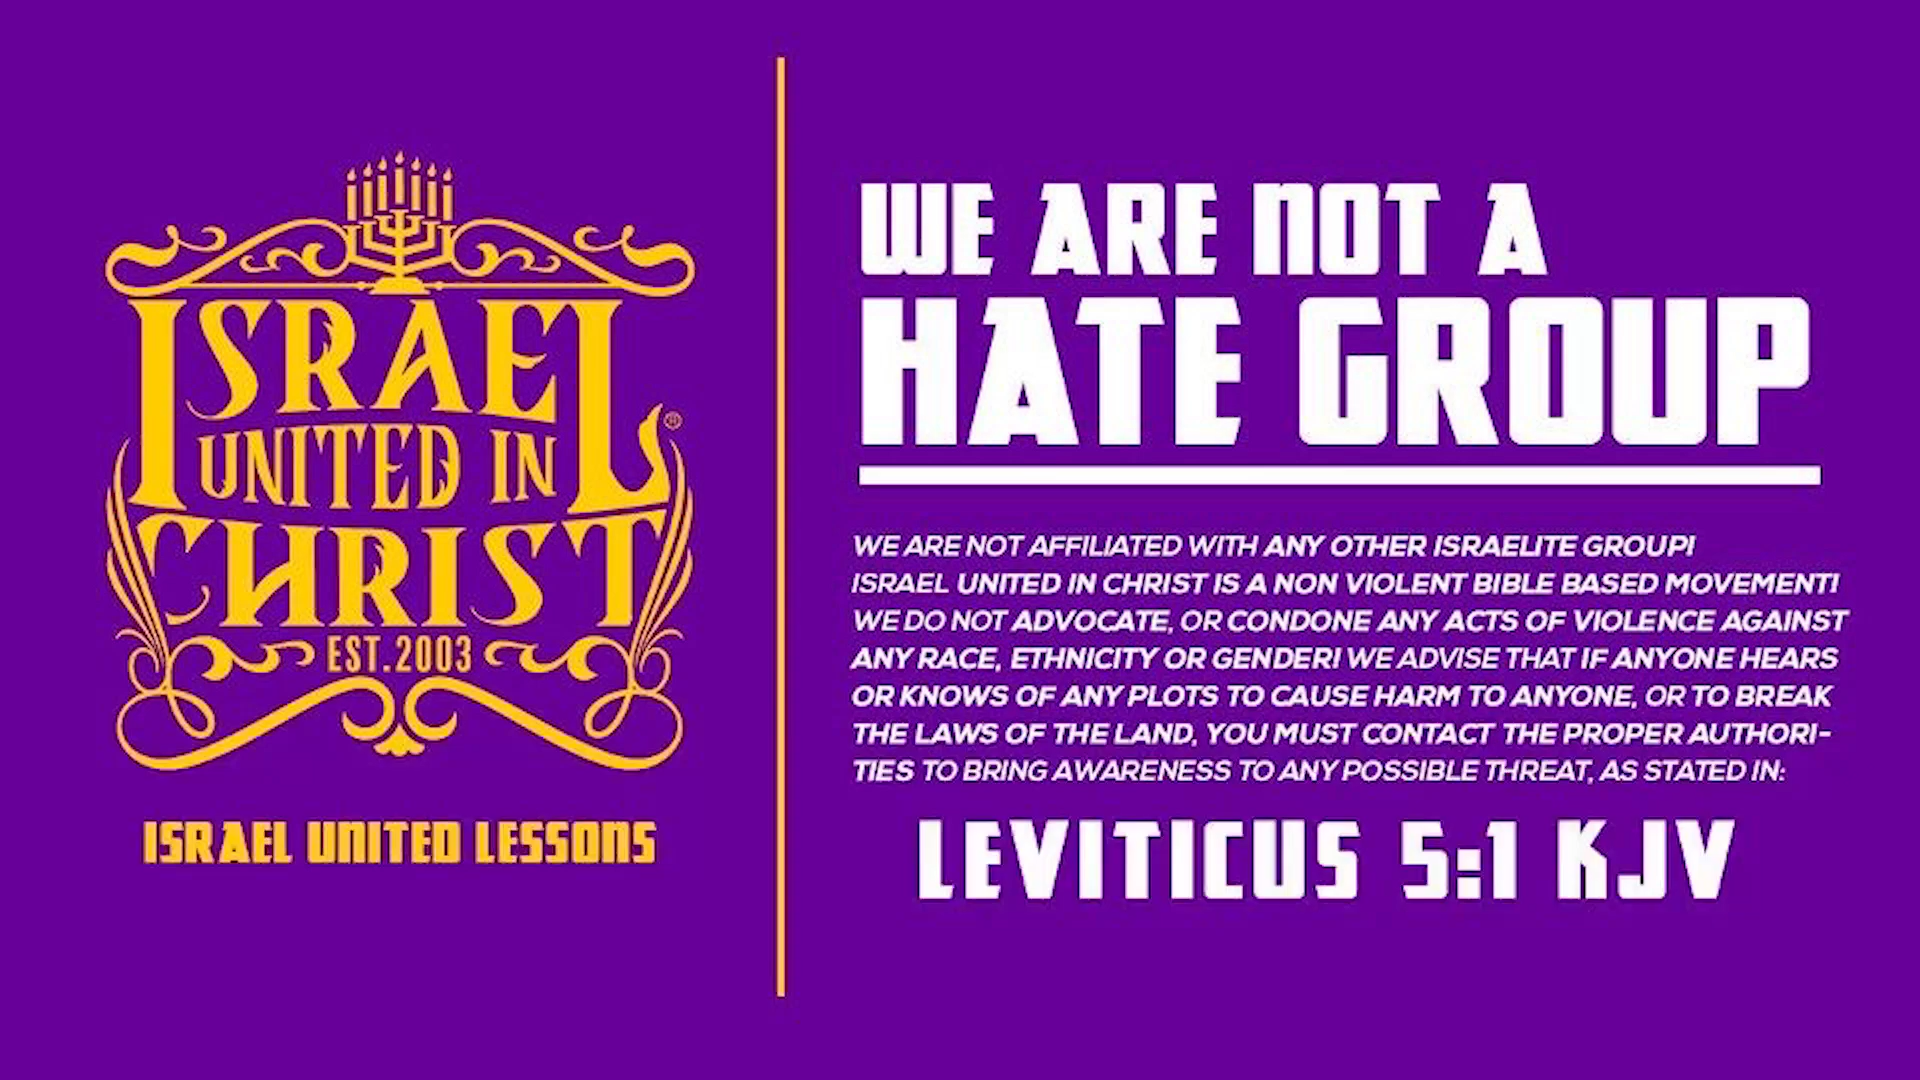 ISRAEL
UNITED IN
CHRIST
EST.2003
ISRAEL UNITED LESSONS
WE ARE NOT A
HATE GROUP
WE ARE NOT AFFILIATED WITH ANY OTHER ISRAELITE GROUP!
ISRAEL UNITED IN CHRIST IS A NON VIOLENT BIBLE BASED MOVEMENT!
WE DO NOT ADVOCATE, OR CONDONE ANY ACTS OF VIOLENCE AGAINST
ANY RACE, ETHNICITY OR GENDER! WE ADVISE THAT IF ANYONE HEARS
OR KNOWS OF ANY PLOTS TO CAUSE HARM TO ANYONE, OR TO BREAK
THE LAWS OF THE LAND, YOU MUST CONTACT THE PROPER AUTHORI-
TIES TO BRING AWARENESS TO ANY POSSIBLE THREAT, AS STATED IN:
LEVITICUS 5:1 KJV